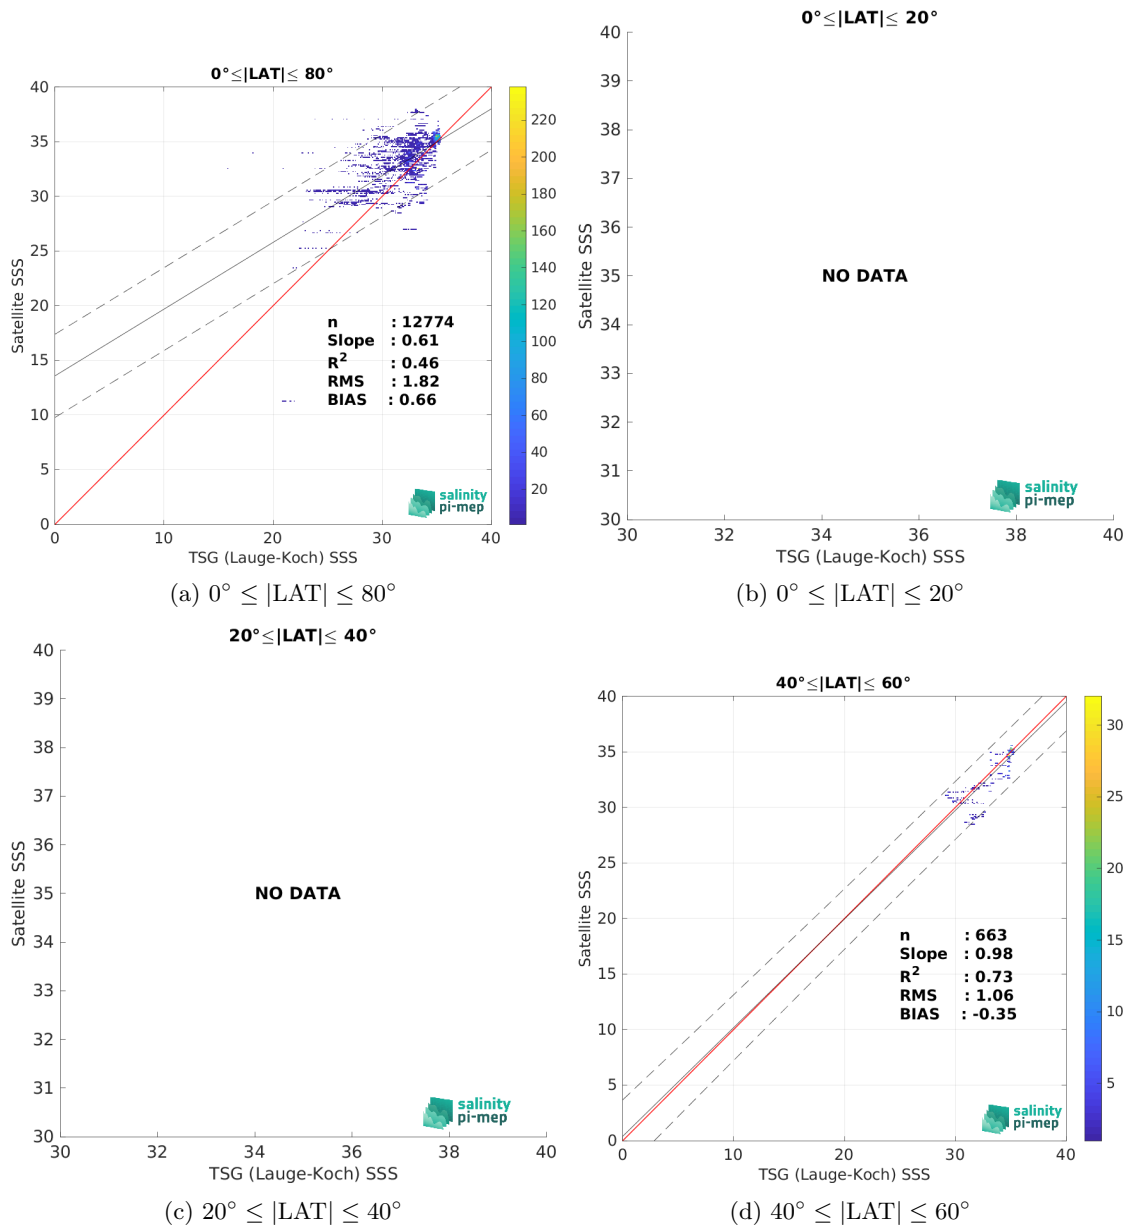 0°≤|LAT|≤ 80°
40
35
30
25
20
15
10
5
0
0
10
20
30
40
220
200
180
160
140
120
100
80
60
40
20
Satellite SSS
TSG (Lauge-Koch) SSS
n : 12774
Slope : 0.61
R² : 0.46
RMS : 1.82
BIAS : 0.66
salinity
pi-mep
(a) 0° ≤ |LAT| ≤ 80°
0°≤|LAT|≤ 20°
40
39
38
37
36
35
34
33
32
31
30
30
32
34
36
38
40
Satellite SSS
TSG (Lauge-Koch) SSS
NO DATA
salinity
pi-mep
(b) 0° ≤ |LAT| ≤ 20°
20°≤|LAT|≤ 40°
40
39
38
37
36
35
34
33
32
31
30
30
32
34
36
38
40
Satellite SSS
TSG (Lauge-Koch) SSS
NO DATA
salinity
pi-mep
(c) 20° ≤ |LAT| ≤ 40°
40°≤|LAT|≤ 60°
40
35
30
25
20
15
10
5
0
0
10
20
30
40
30
25
20
15
10
5
Satellite SSS
TSG (Lauge-Koch) SSS
n : 663
Slope : 0.98
R² : 0.73
RMS : 1.06
BIAS : -0.35
salinity
pi-mep
(d) 40° ≤ |LAT| ≤ 60°